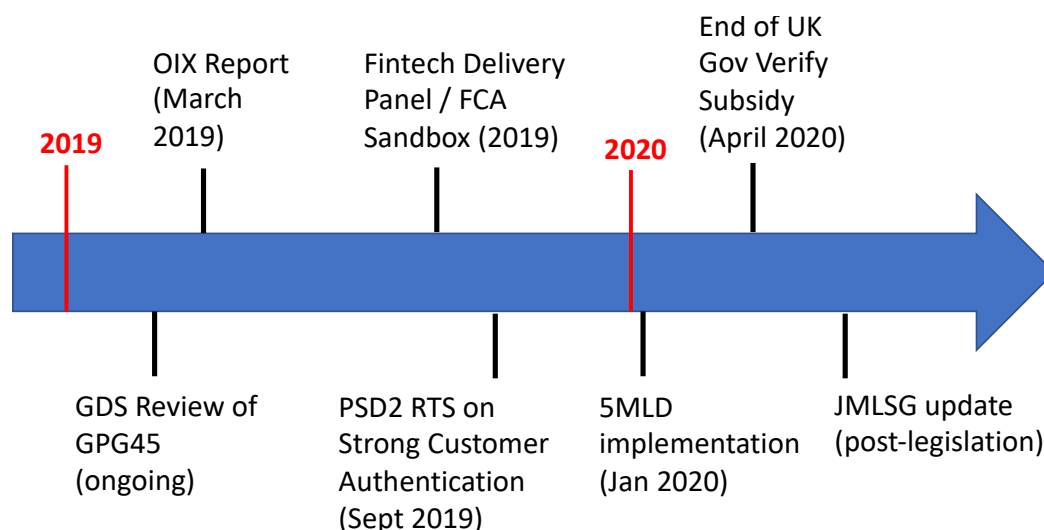 2019
OIX Report
(March
2019)
Fintech Delivery
Panel / FCA
Sandbox (2019)
2020
End of UK
Gov Verify
Subsidy
(April 2020)
GDS Review of
GPG45
(ongoing)
PSD2 RTS on
Strong Customer
Authentication
(Sept 2019)
5MLD
implementation
(Jan 2020)
JMLSG update
(post-legislation)